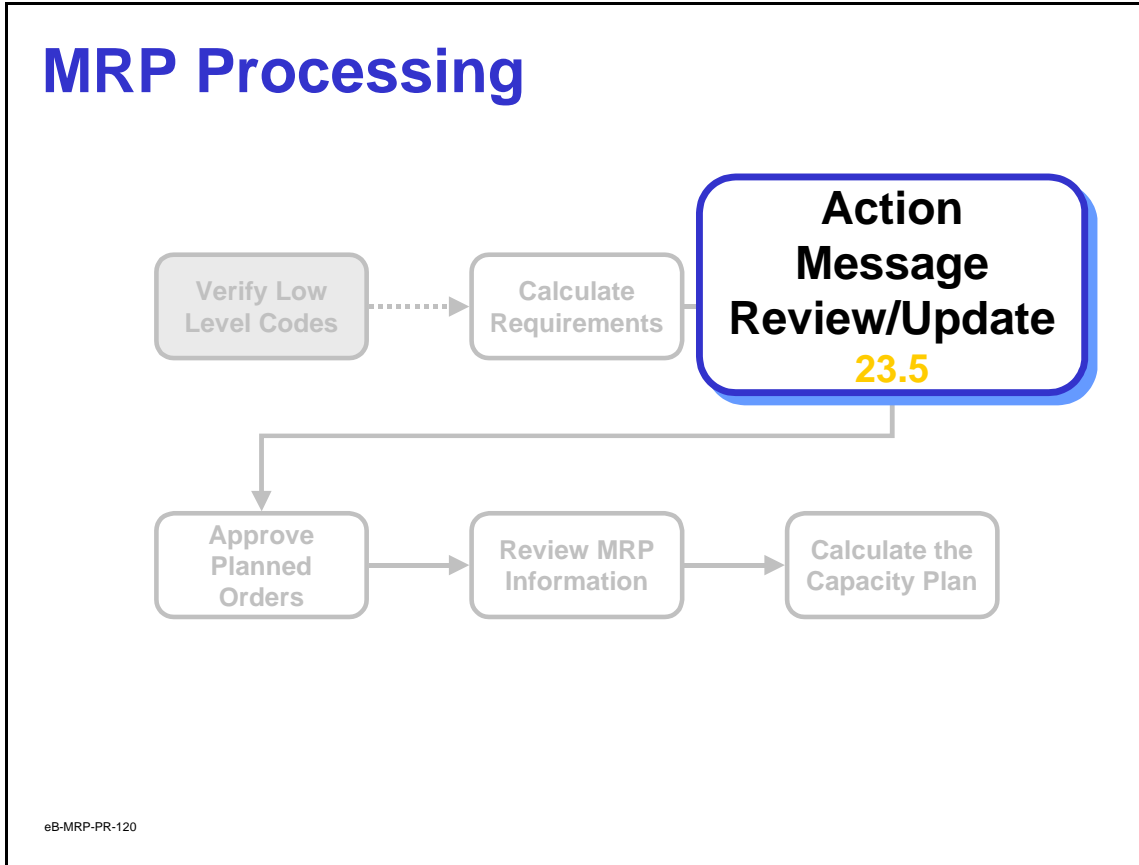 MRP Processing
Verify Low
Level Codes
Calculate
Requirements
Action
Message
Review/Update
23.5
Approve
Planned
Orders
Review MRP
Information
Calculate the
Capacity Plan
eB-MRP-PR-120